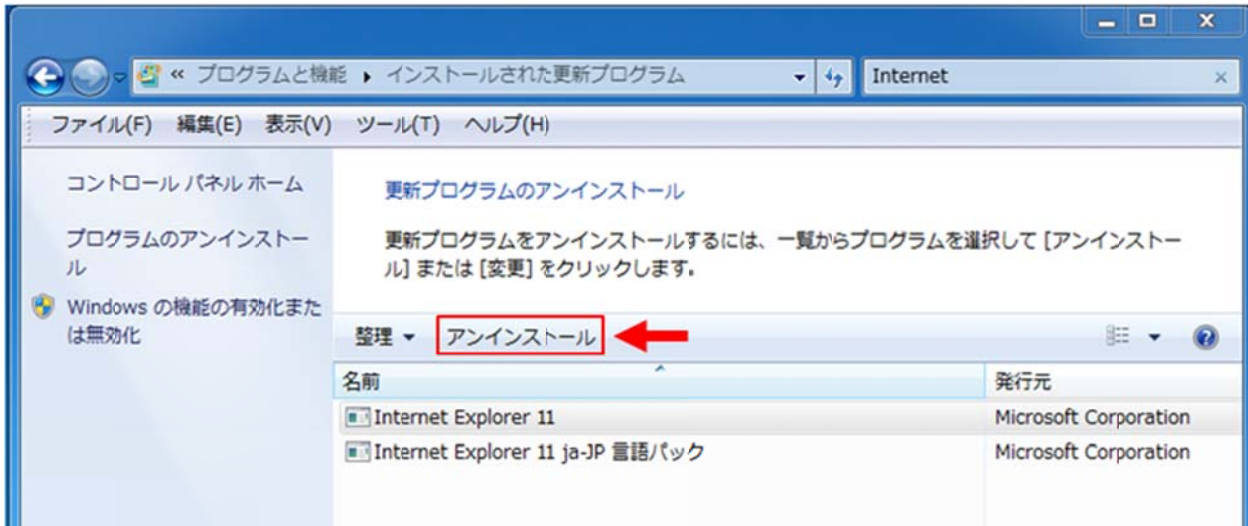 « プログラムと機能 ▸ インストールされた更新プログラム
Internet
ファイル(F) 編集(E) 表示(V) ツール(T) ヘルプ(H)
コントロール パネル ホーム
プログラムのアンインストー
ル
Windows の機能の有効化また
は無効化
更新プログラムのアンインストール
更新プログラムをアンインストールするには、一覧からプログラムを選択して [アンインストー
ル] または [変更] をクリックします。
整理 アンインストール
名前 発行元
Internet Explorer 11 Microsoft Corporation
Internet Explorer 11 ja-JP 言語パック Microsoft Corporation